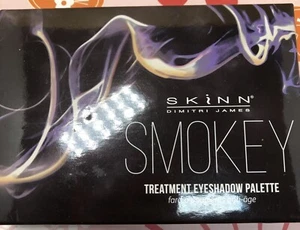 SKINN®
DIMITRI JAMES
SMOKEY
TREATMENT EYESHADOW PALETTE